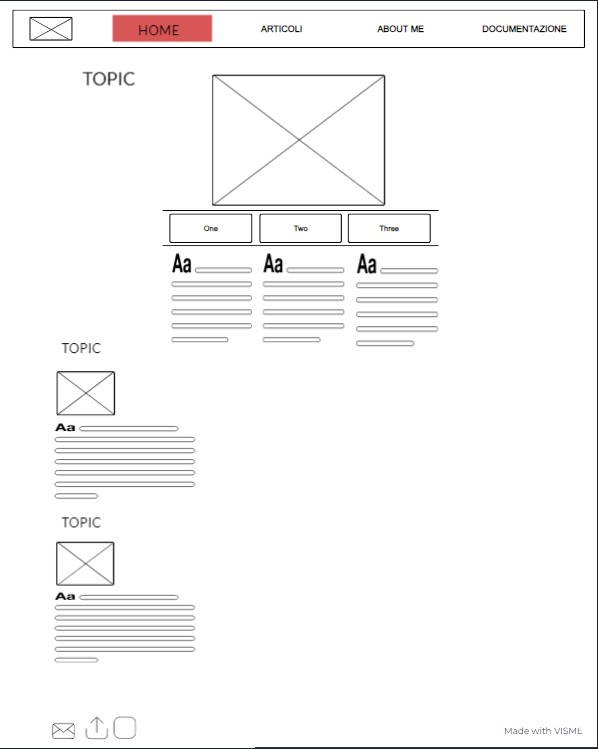 HOME ARTICOLI ABOUT ME DOCUMENTAZIONE
TOPIC
One Two Three
Aa Aa Aa
TOPIC
Aa
TOPIC
Aa
Made with VISME